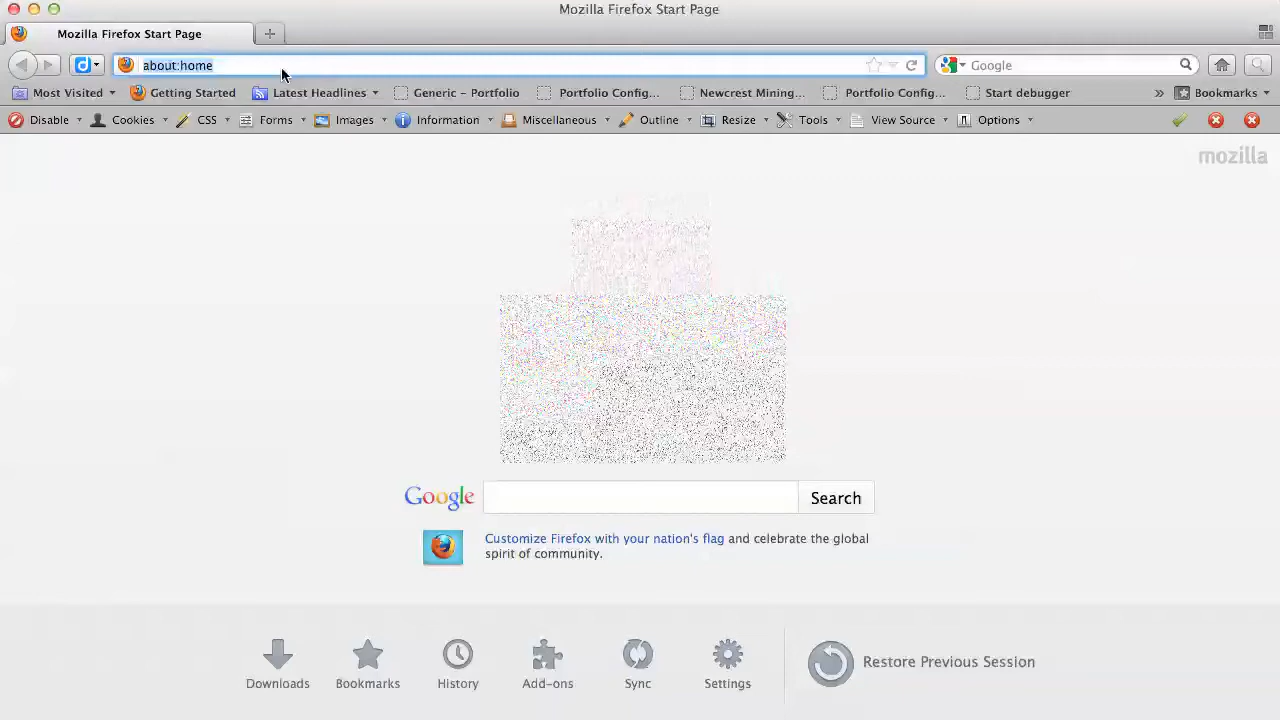 Mozilla Firefox Start Page
Mozilla Firefox Start Page
about:home
Google
Most Visited
Getting Started
Latest Headlines
Generic – Portfolio
Portfolio Config...
Newcrest Mining...
Portfolio Config...
Start debugger
»
Bookmarks
Disable
Cookies
CSS
Forms
Images
Information
Miscellaneous
Outline
Resize
Tools
View Source
Options
mozilla
Google
Search
Customize Firefox with your nation's flag and celebrate the global
spirit of community.
Downloads
Bookmarks
History
Add-ons
Sync
Settings
Restore Previous Session